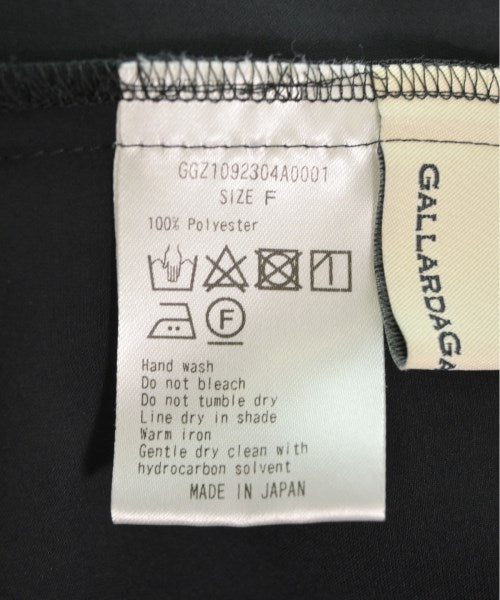 GGZ1092304A0001
SIZE F
100% Polyester
F
Hand wash
Do not bleach
Do not tumble dry
Line dry in shade
Warm iron
Gentle dry clean with
hydrocarbon solvent
MADE IN JAPAN
GALLARDAGA